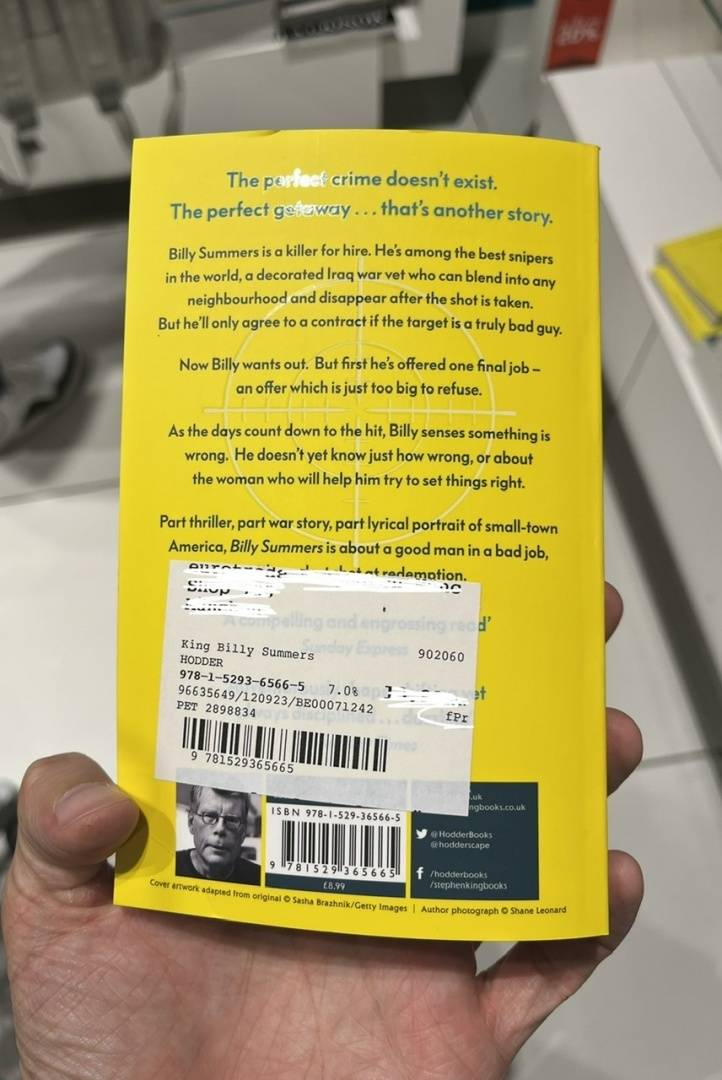 The perfect crime doesn't exist.
The perfect getaway . . . that's another story.
Billy Summers is a killer for hire. He's among the best snipers
in the world, a decorated Iraq war vet who can blend into any
neighbourhood and disappear after the shot is taken.
But he'll only agree to a contract if the target is a truly bad guy.
Now Billy wants out. But first he's offered one final job –
an offer which is just too big to refuse.
As the days count down to the hit, Billy senses something is
wrong. He doesn't yet know just how wrong, or about
the woman who will help him try to set things right.
Part thriller, part war story, part lyrical portrait of small-town
America, Billy Summers is about a good man in a bad job,
at redemption.
A compelling and engrossing read'
Sunday Express
King Billy Summers 902060
HODDER
978-1-5293-6566-5 7.0%
96635649/120923/BE00071242
fPr
PET 2898834
always disciplined . . .
9 781529365665
ISBN 978-1-529-36566-5
9 781529 365665
£8.99
.uk
ngbooks.co.uk
@HodderBooks
@hodderscape
/hodderbooks
/stephenkingbooks
Cover artwork adapted from original © Sasha Brazhnik/Getty Images | Author photograph © Shane Leonard